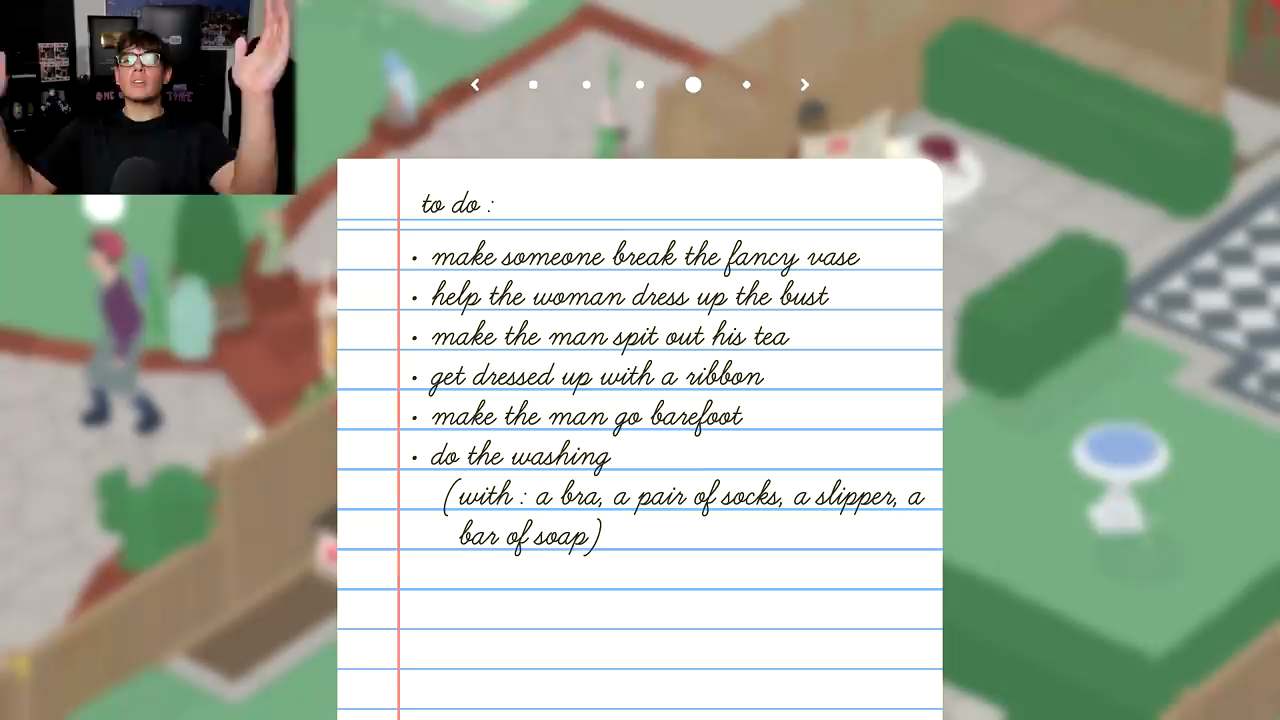 to do :
• make someone break the fancy vase
• help the woman dress up the bust
• make the man spit out his tea
• get dressed up with a ribbon
• make the man go barefoot
• do the washing
(with : a bra, a pair of socks, a slipper, a
bar of soap)